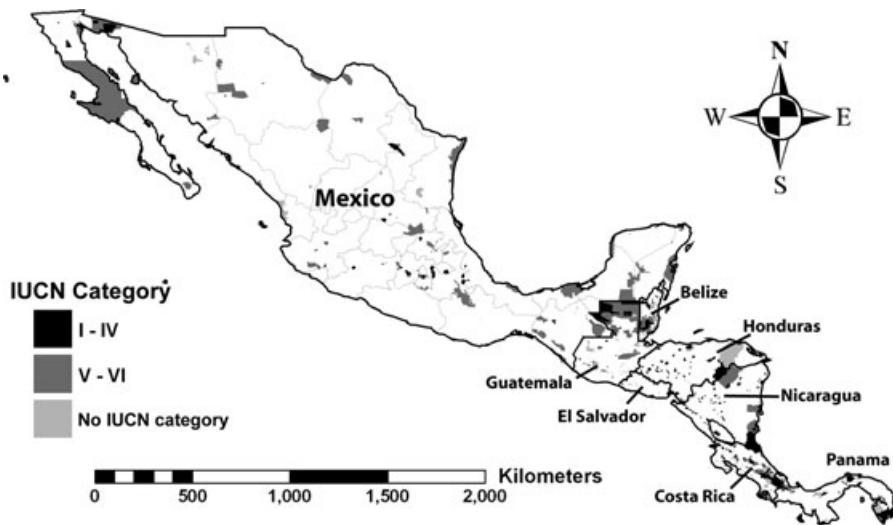 N
W
E
S
Mexico
IUCN Category
I - IV
V - VI
No IUCN category
Belize
Honduras
Guatemala
Nicaragua
El Salvador
Panama
Costa Rica
Kilometers
0 500 1,000 1,500 2,000